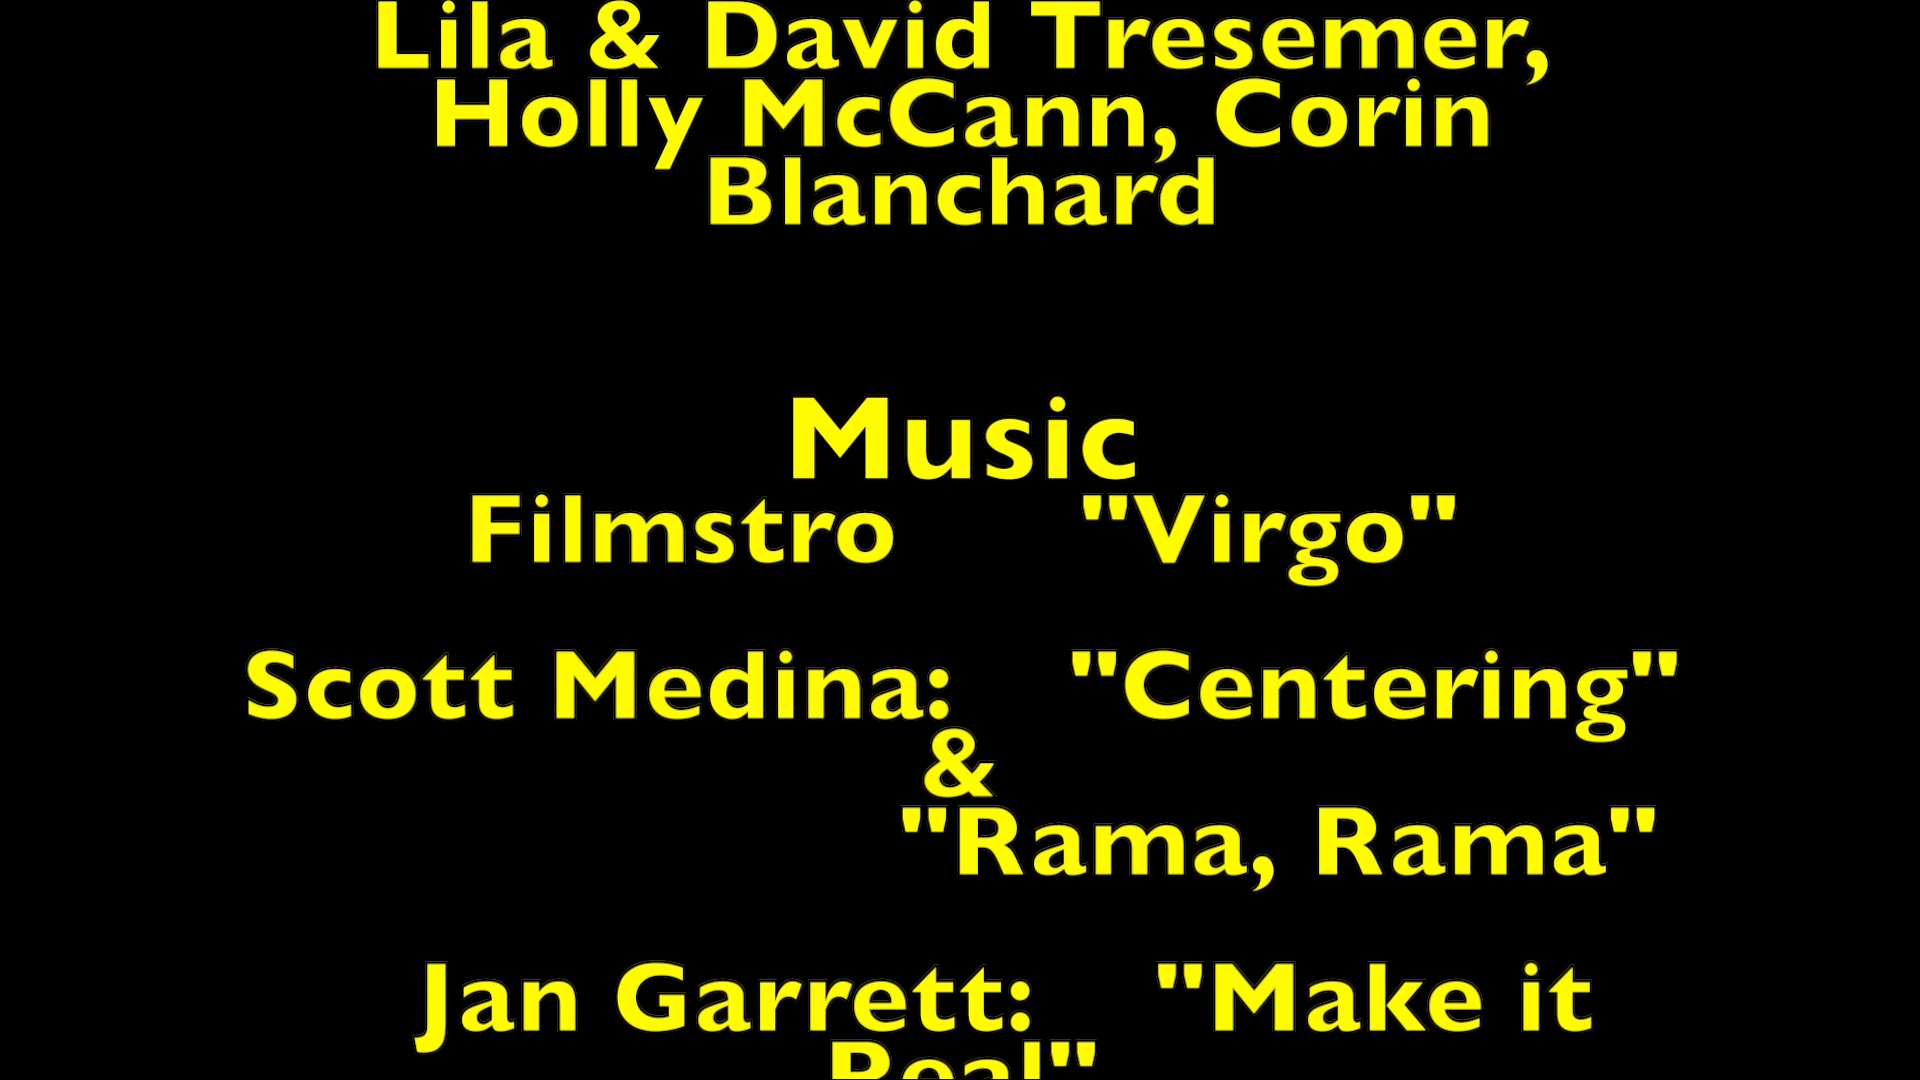 Lila & David Tresemer,
Holly McCann, Corin
Blanchard
Music
Filmstro "Virgo"
Scott Medina: "Centering"
&
"Rama, Rama"
Jan Garrett: "Make it
Real"